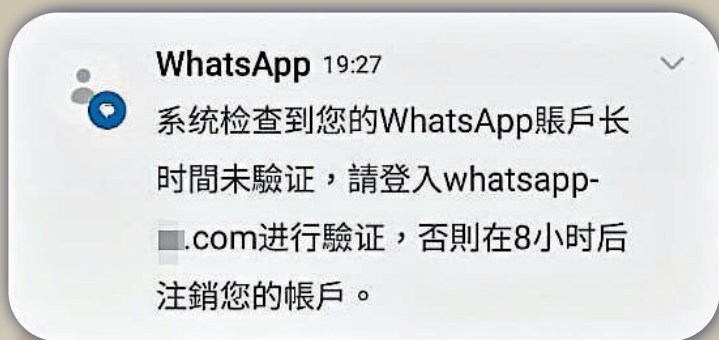 WhatsApp 19:27
系统检查到您的WhatsApp賬戶长
时間未驗证，請登入whatsapp-
.com进行驗证，否則在8小时后
注銷您的帳戶。